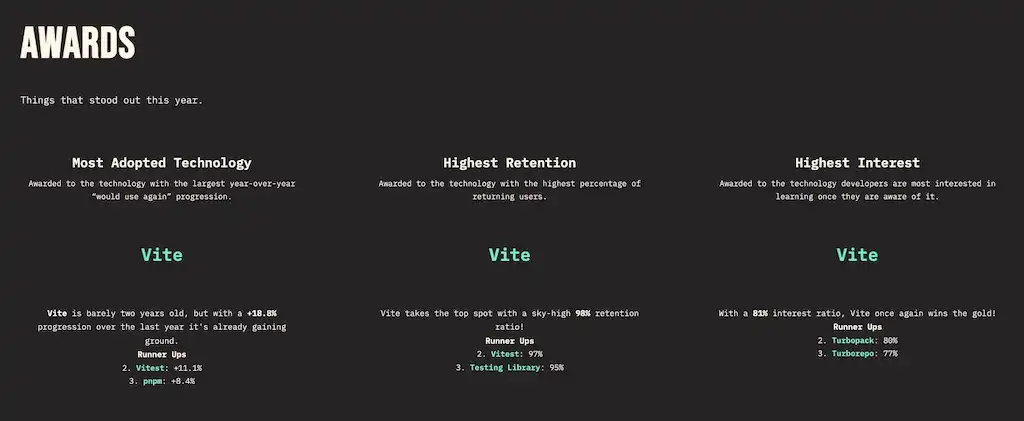 AWARDS
Things that stood out this year.
Most Adopted Technology
Awarded to the technology with the largest year-over-year
“would use again” progression.
Vite
Vite is barely two years old, but with a +18.8%
progression over the last year it's already gaining
ground.
Runner Ups
2. Vitest: +11.1%
3. pnpm: +8.4%
Highest Retention
Awarded to the technology with the highest percentage of
returning users.
Vite
Vite takes the top spot with a sky-high 98% retention
ratio!
Runner Ups
2. Vitest: 97%
3. Testing Library: 95%
Highest Interest
Awarded to the technology developers are most interested in
learning once they are aware of it.
Vite
With a 81% interest ratio, Vite once again wins the gold!
Runner Ups
2. Turbopack: 80%
3. Turborepo: 77%